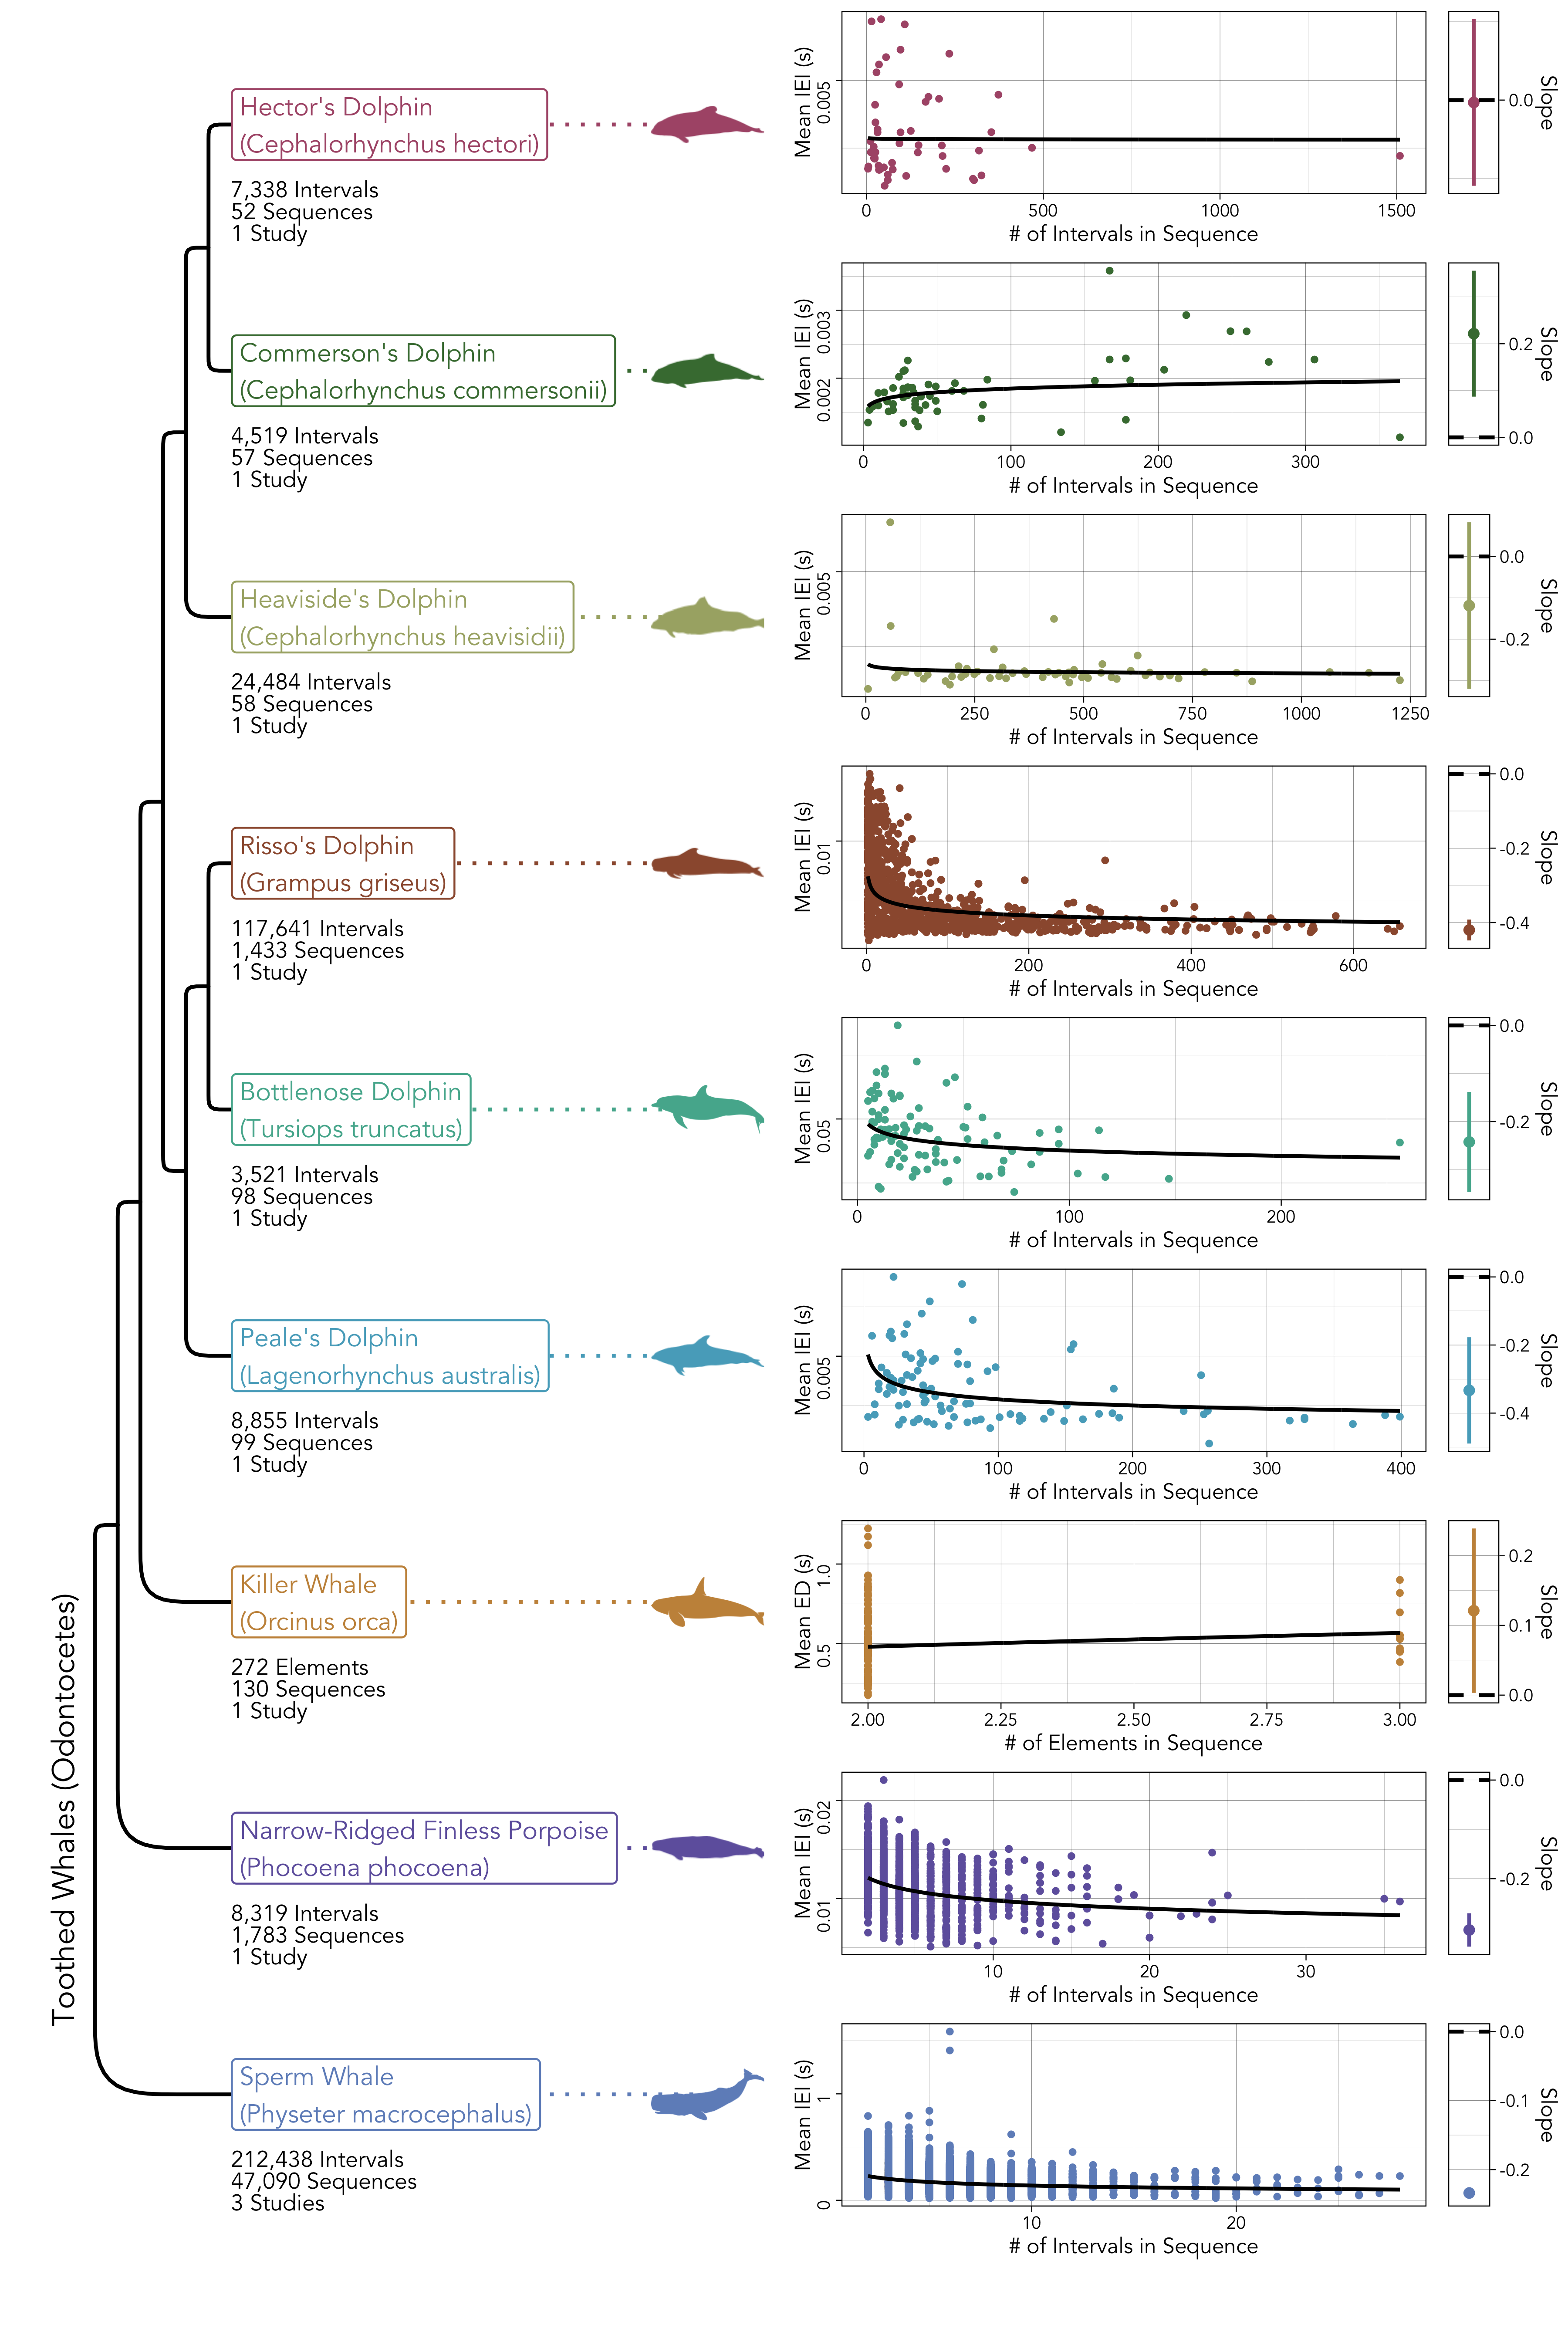 Toothed Whales (Odontocetes)
Hector's Dolphin
(Cephalorhynchus hectori)
7,338 Intervals
52 Sequences
1 Study
Mean IEI (s)
0.005
0
500
1000
1500
# of Intervals in Sequence
0.0
Slope
Commerson's Dolphin
(Cephalorhynchus commersonii)
4,519 Intervals
57 Sequences
1 Study
Mean IEI (s)
0.003
0.002
0
100
200
300
# of Intervals in Sequence
0.2
0.0
Slope
Heaviside's Dolphin
(Cephalorhynchus heavisidii)
24,484 Intervals
58 Sequences
1 Study
Mean IEI (s)
0.005
0
250
500
750
1000
1250
# of Intervals in Sequence
0.0
-0.2
Slope
Risso's Dolphin
(Grampus griseus)
117,641 Intervals
1,433 Sequences
1 Study
Mean IEI (s)
0.01
0
200
400
600
# of Intervals in Sequence
0.0
-0.2
-0.4
Slope
Bottlenose Dolphin
(Tursiops truncatus)
3,521 Intervals
98 Sequences
1 Study
Mean IEI (s)
0.05
0
100
200
# of Intervals in Sequence
0.0
-0.2
Slope
Peale's Dolphin
(Lagenorhynchus australis)
8,855 Intervals
99 Sequences
1 Study
Mean IEI (s)
0.005
0
100
200
300
400
# of Intervals in Sequence
0.0
-0.2
-0.4
Slope
Killer Whale
(Orcinus orca)
272 Elements
130 Sequences
1 Study
Mean ED (s)
1.0
0.5
2.00
2.25
2.50
2.75
3.00
# of Elements in Sequence
0.2
0.1
0.0
Slope
Narrow-Ridged Finless Porpoise
(Phocoena phocoena)
8,319 Intervals
1,783 Sequences
1 Study
Mean IEI (s)
0.02
0.01
10
20
30
# of Intervals in Sequence
0.0
-0.2
Slope
Sperm Whale
(Physeter macrocephalus)
212,438 Intervals
47,090 Sequences
3 Studies
Mean IEI (s)
1
0
10
20
# of Intervals in Sequence
0.0
-0.1
-0.2
Slope